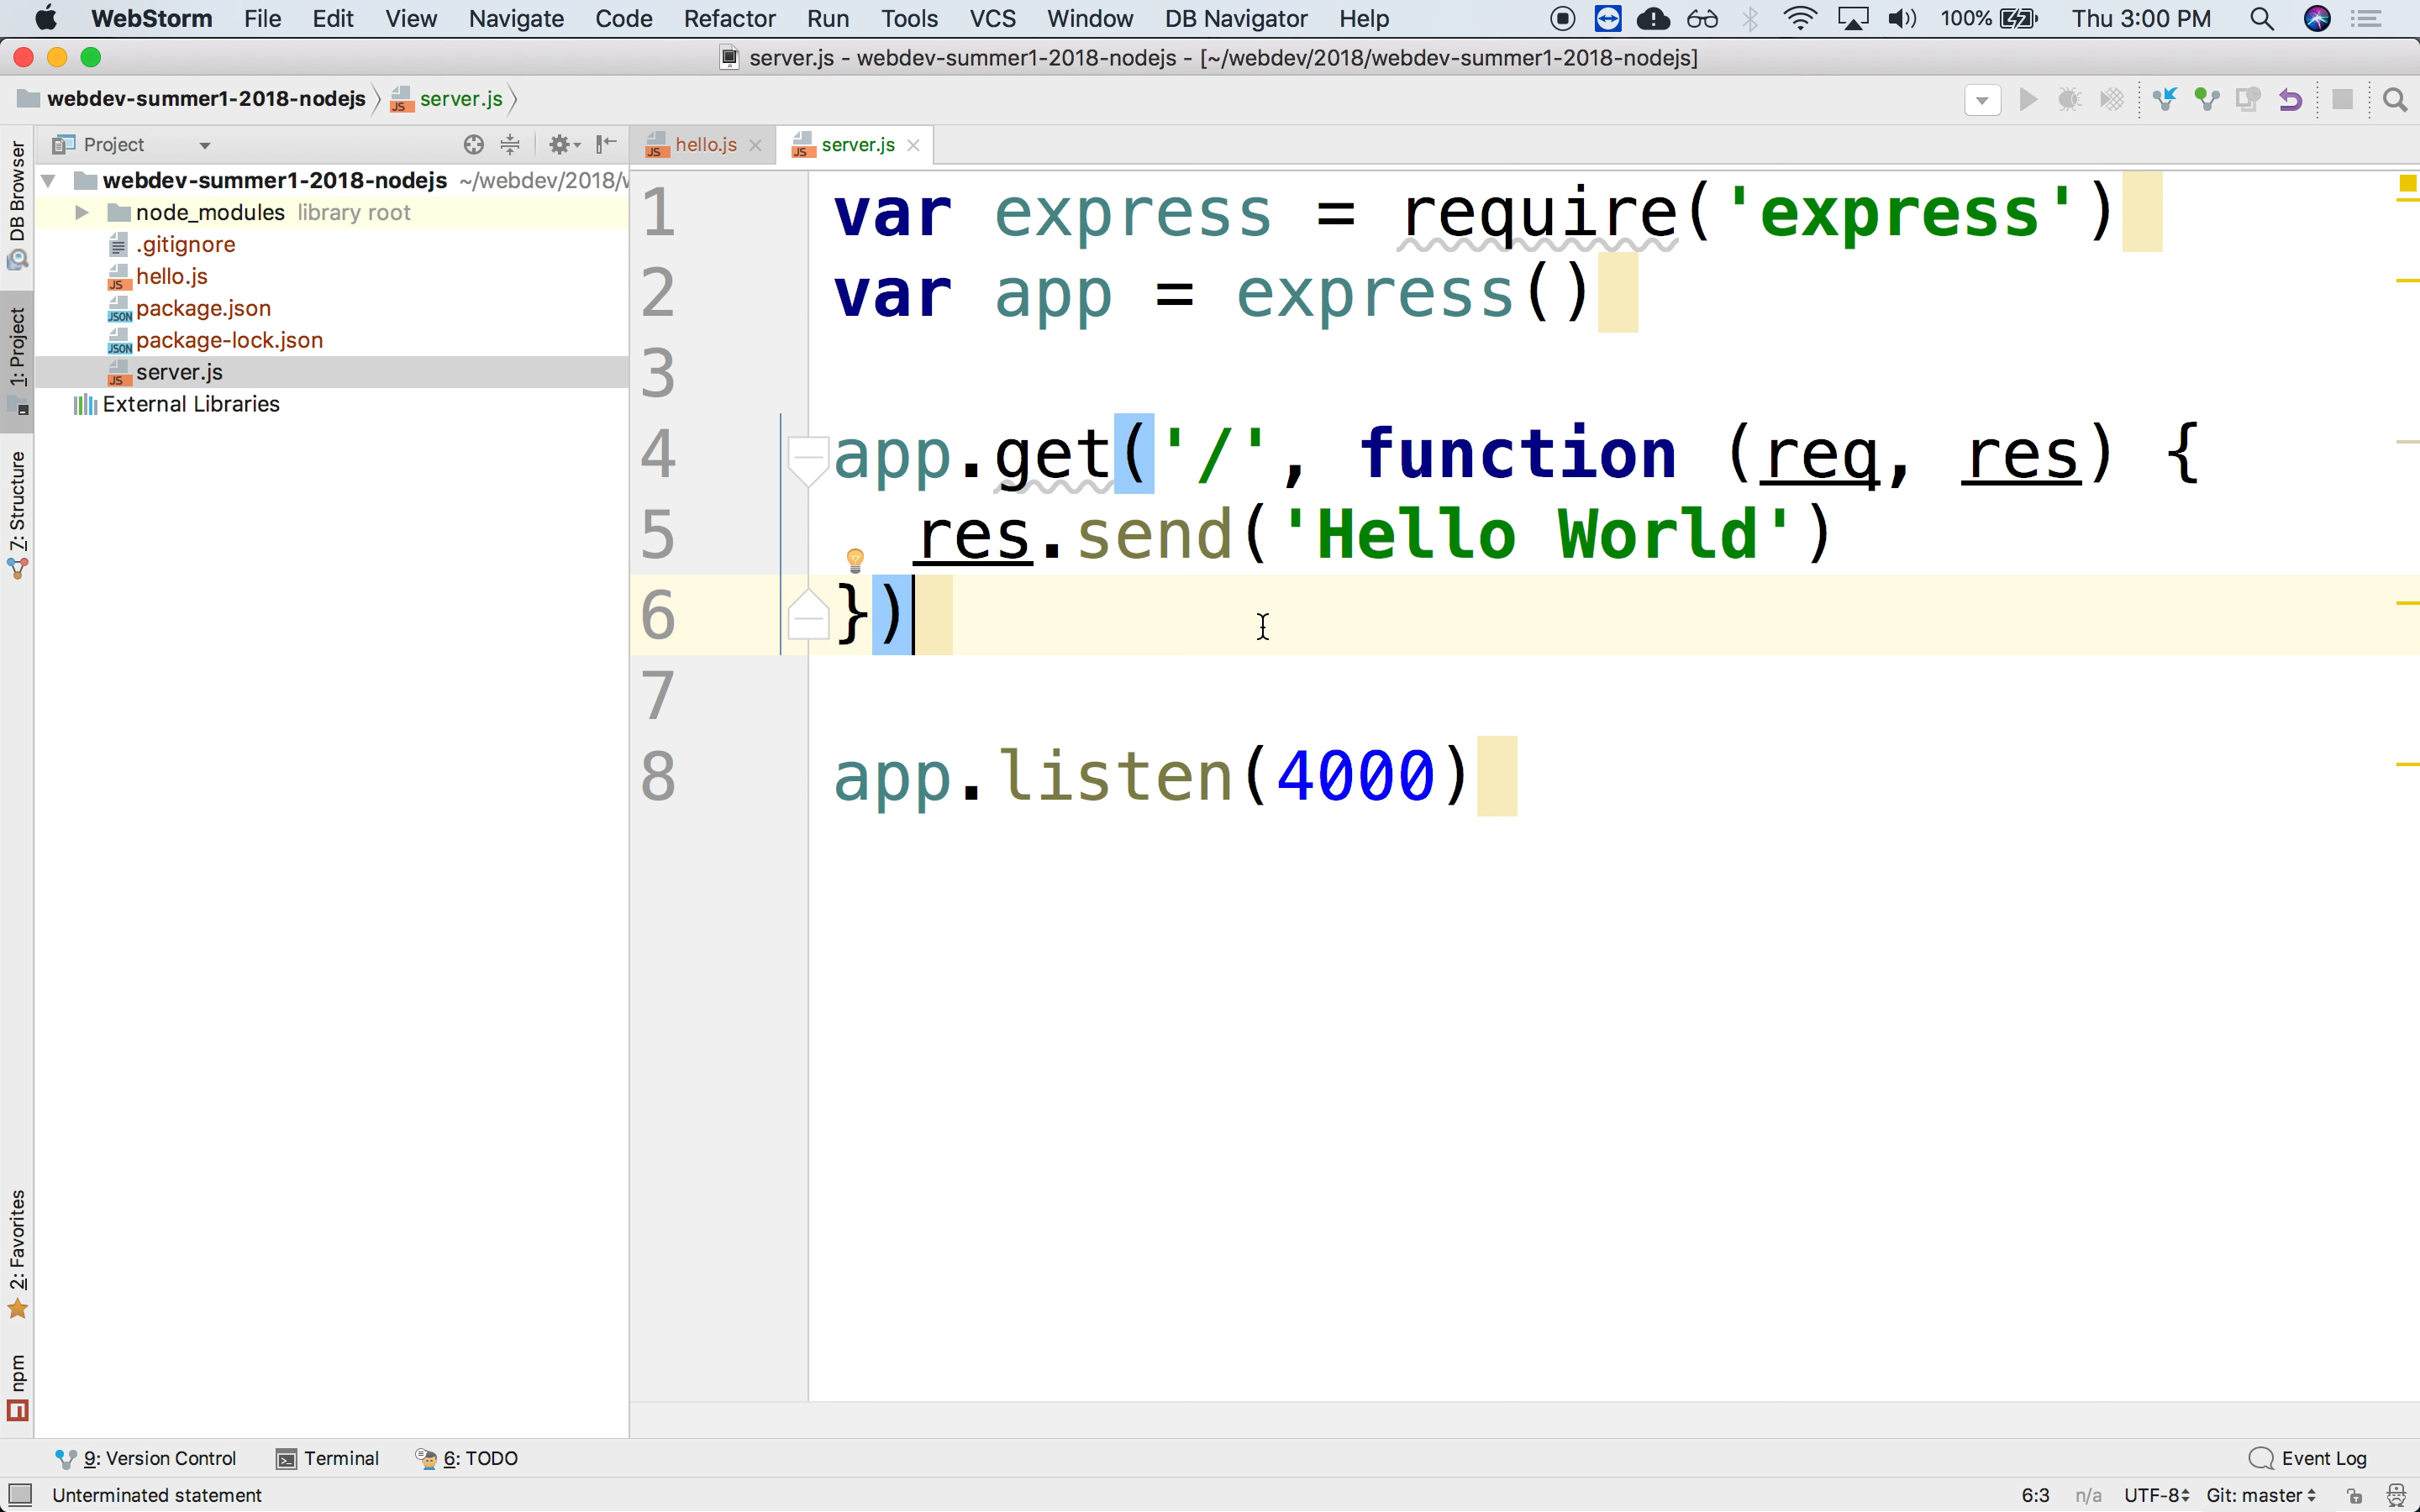 WebStorm File Edit View Navigate Code Refactor Run Tools VCS Window DB Navigator Help 100% Thu 3:00 PM
server.js - webdev-summer1-2018-nodejs - [~/webdev/2018/webdev-summer1-2018-nodejs]
webdev-summer1-2018-nodejs server.js
Project
hello.js server.js
DB Browser
1: Project
7: Structure
2: Favorites
npm
webdev-summer1-2018-nodejs ~/webdev/2018/
node_modules library root
.gitignore
hello.js
package.json
package-lock.json
server.js
External Libraries
1 var express = require('express')
2 var app = express()
3
4 app.get('/', function (req, res) {
5 res.send('Hello World')
6 })
7
8 app.listen(4000)
9: Version Control Terminal 6: TODO Event Log
Unterminated statement 6:3 n/a UTF-8 Git: master